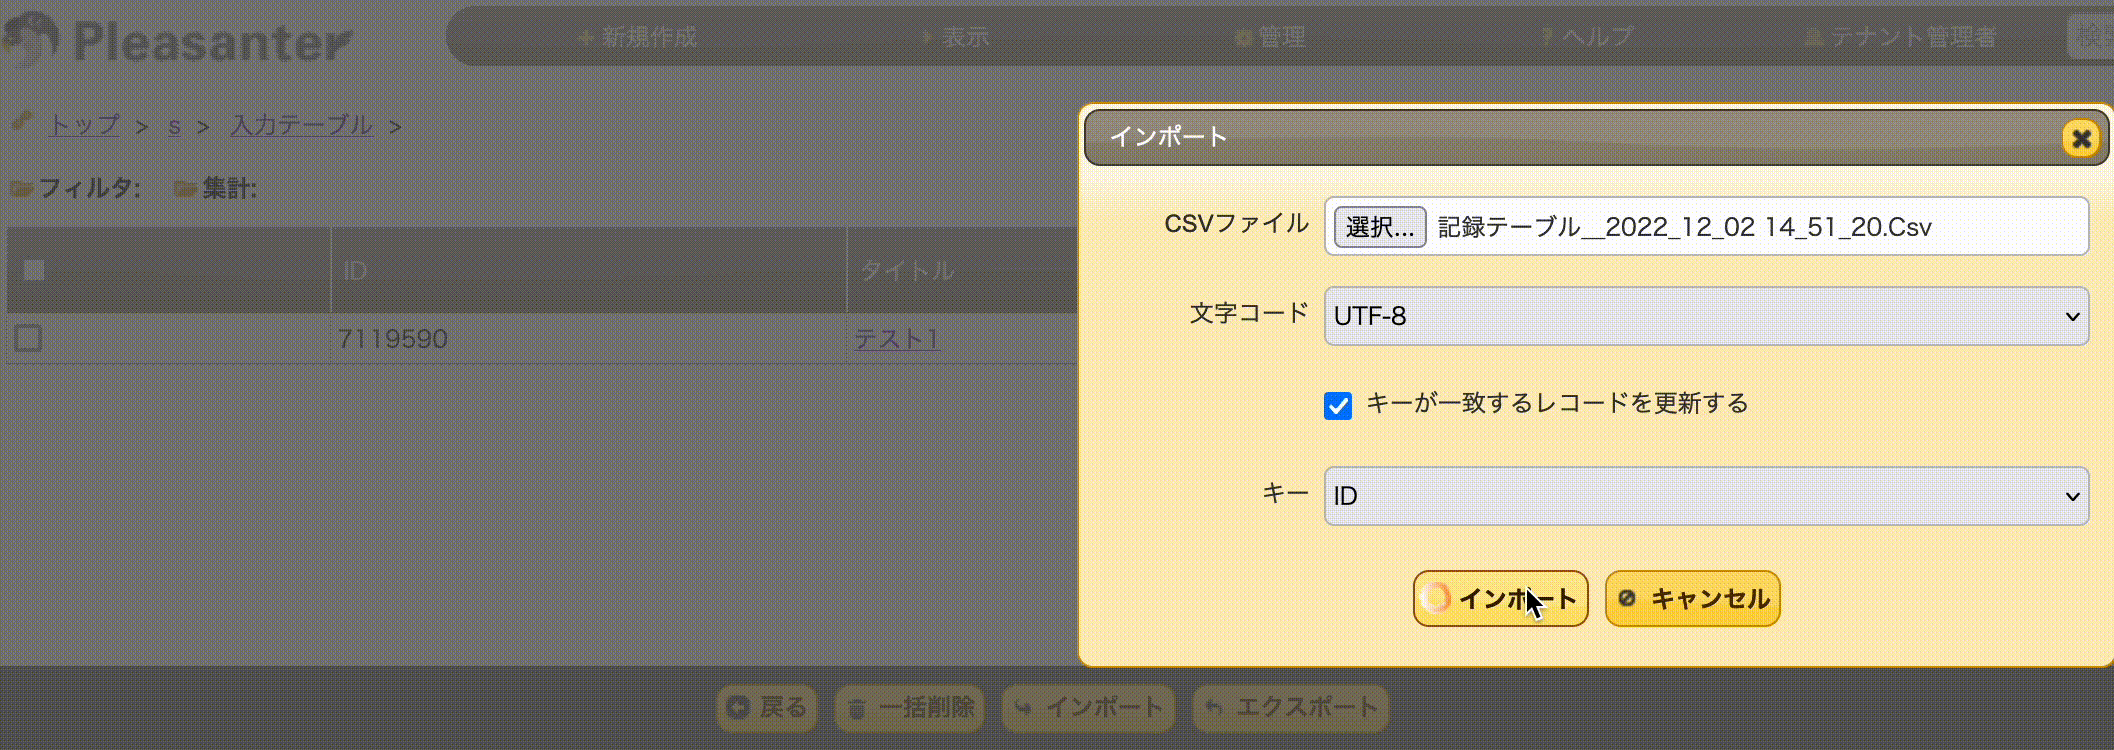 Pleasanter
新規作成
表示
管理
ヘルプ
テナント管理者
トップ > s > 入力テーブル >
フィルタ: 集計:
ID タイトル
7119590 テスト1
インポート
CSVファイル 選択... 記録テーブル__2022_12_02 14_51_20.Csv
文字コード UTF-8
キーが一致するレコードを更新する
キー ID
インポート キャンセル
戻る 一括削除 インポート エクスポート